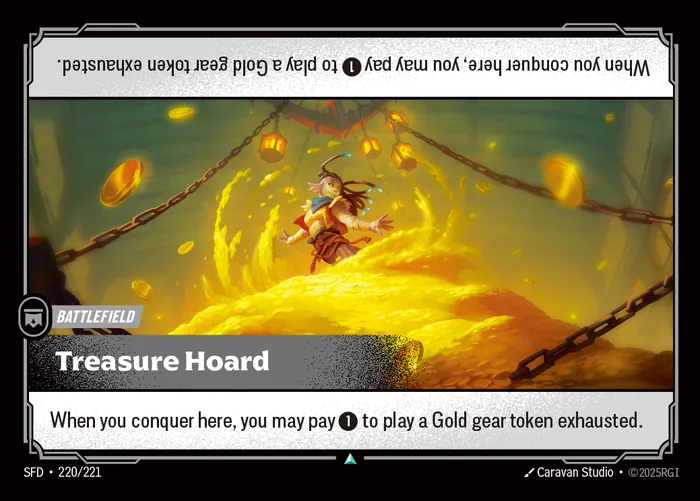 When you conquer here, you may pay 1 to play a Gold gear token exhausted.
BATTLEFIELD
Treasure Hoard
When you conquer here, you may pay 1 to play a Gold gear token exhausted.
SFD • 220/221
Caravan Studio • ©2025RGI